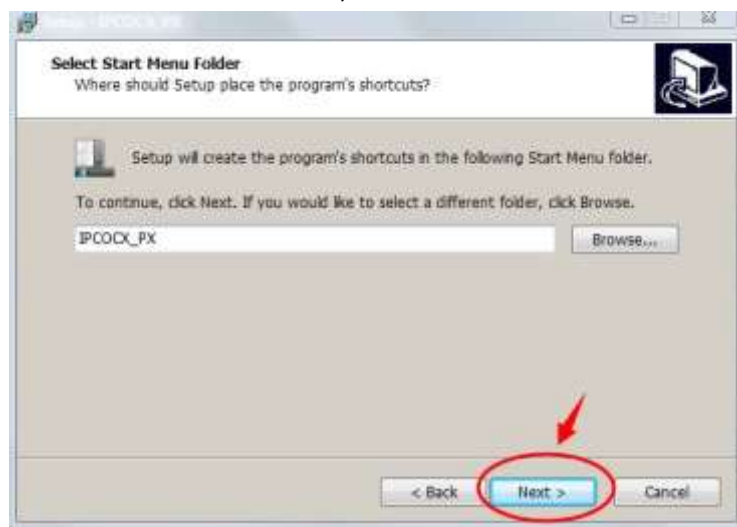 Setup - IPCOCX_PX
Select Start Menu Folder
Where should Setup place the program's shortcuts?
Setup will create the program's shortcuts in the following Start Menu folder.
To continue, click Next. If you would like to select a different folder, click Browse.
IPCOCX_PX
Browse...
< Back
Next >
Cancel